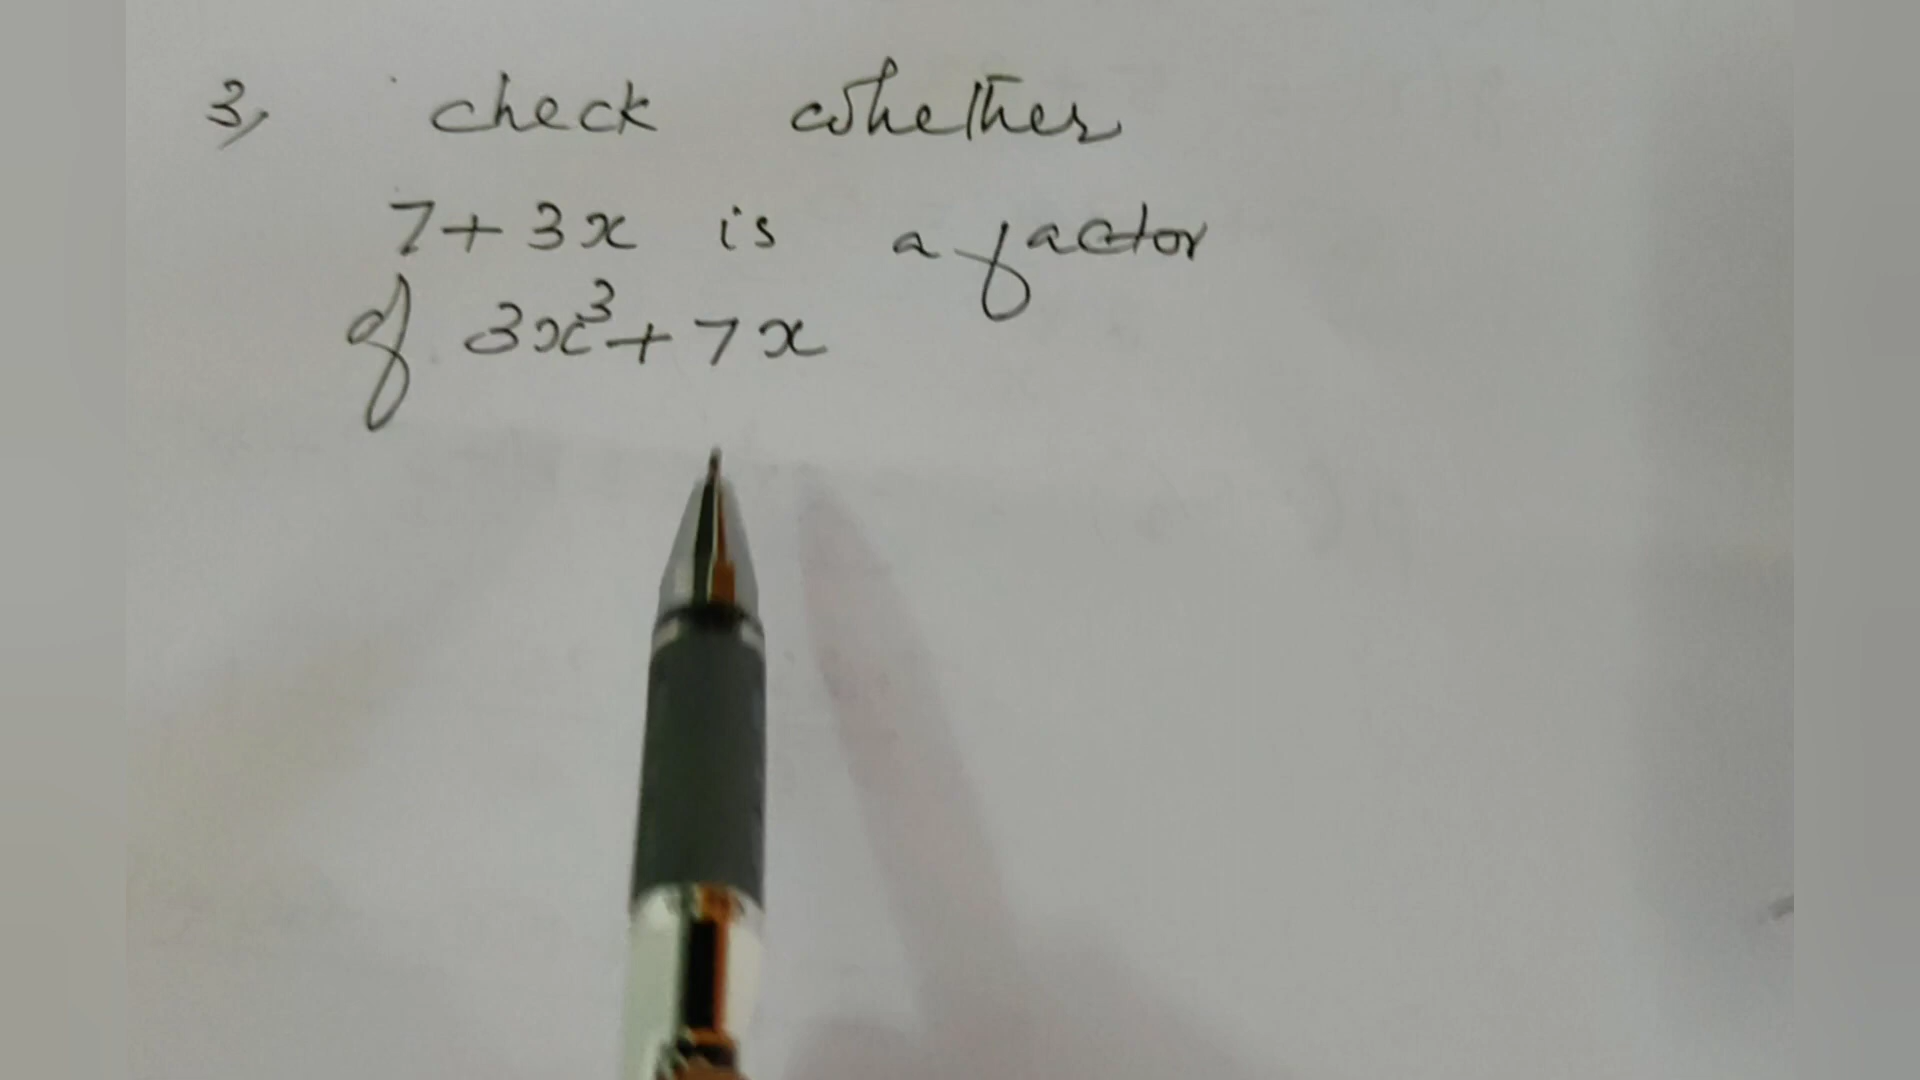 3, check whether
7+3x is a factor
of 3x³+7x